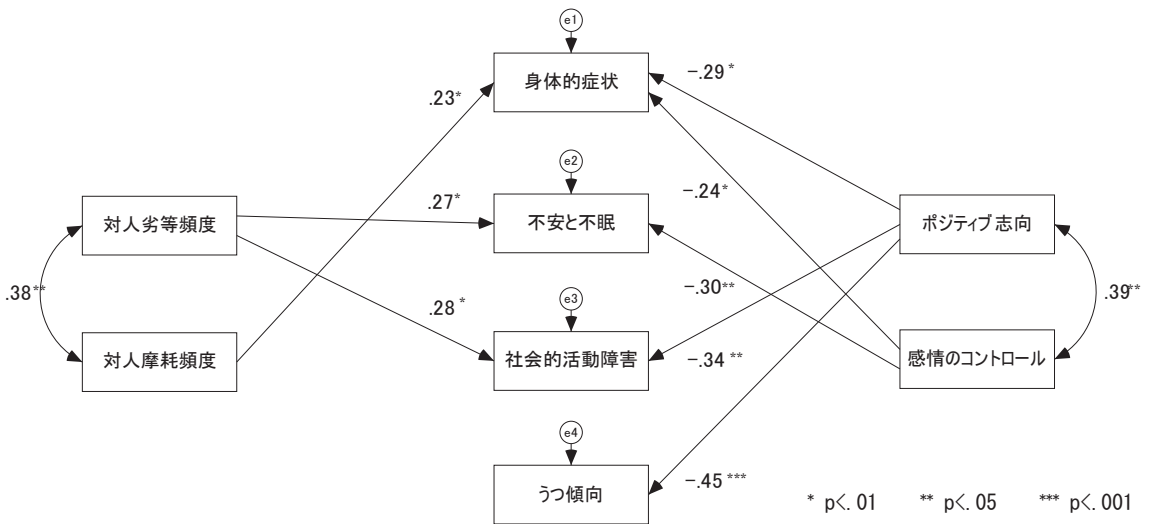 e1
身体的症状
-.29 *
.23*
e2
-.24*
対人劣等頻度
.27*
不安と不眠
ポジティブ志向
.38**
-.30**
.39**
e3
.28 *
対人摩耗頻度
社会的活動障害
-.34 **
感情のコントロール
e4
うつ傾向
-.45 ***
* p<.01 ** p<.05 *** p<.001